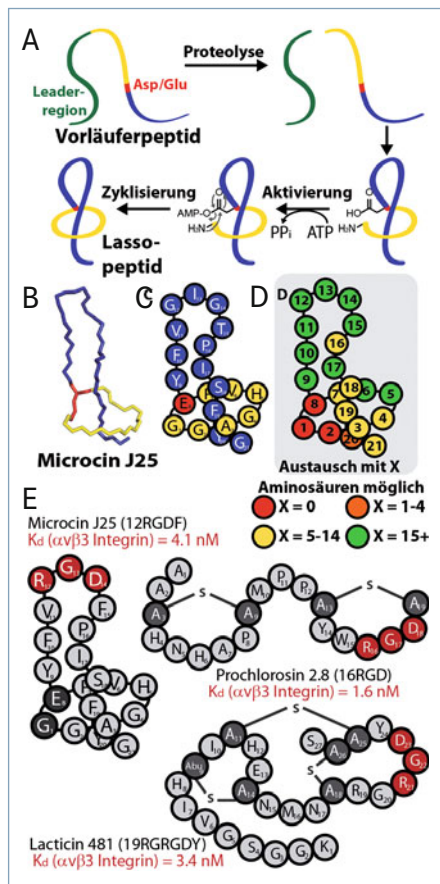 A
Proteolyse
Leader-
region
Asp/Glu
Vorläuferpeptid
Zyklisierung
Aktivierung
AMP-O
O
H₂N
PPi
ATP
O
HO
H₂N
Lasso-
peptid
B
C
D
Microcin J25
G I G
V T
F P
Y I
E S F V H
G G F A G
D
12 13 14
11 15
10 16
9 17
8 7 18 6 5
19 4
1 2 20 3
21
Austausch mit X
Aminosäuren möglich
X = 0
X = 1-4
X = 5-14
X = 15+
E
Microcin J25 (12RGDF)
Kd (αvβ3 Integrin) = 4.1 nM
R G D
V F
F P
Y I
E S V H
G G F A G
A A A H N H A P A M P P A Y W R G D A
S
S
Prochlorosin 2.8 (16RGD)
Kd (αvβ3 Integrin) = 1.6 nM
S
S
S
K G G S G V I H Abu I A H E A N M N A R G R G D Y A A S
Lacticin 481 (19RGRGDY)
Kd (αvβ3 Integrin) = 3.4 nM